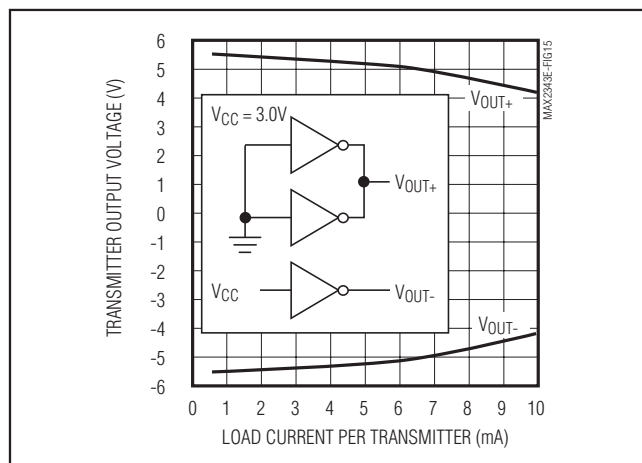 TRANSMITTER OUTPUT VOLTAGE (V)
6
5
4
3
2
1
0
-1
-2
-3
-4
-5
-6
VCC = 3.0V
VOUT+
VCC
VOUT-
VOUT+
VOUT-
MAX2343E-FIG15
0 1 2 3 4 5 6 7 8 9 10
LOAD CURRENT PER TRANSMITTER (mA)